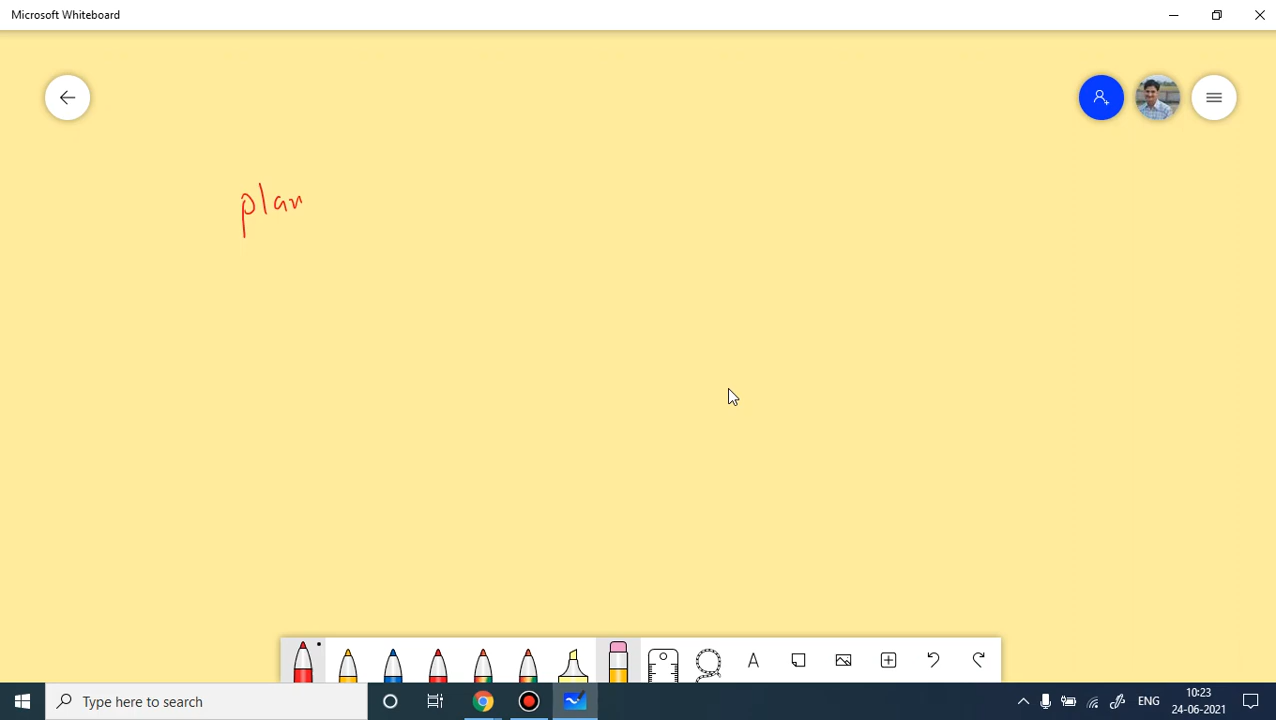 Microsoft Whiteboard
plan
A
Type here to search
ENG
10:23
24-06-2021